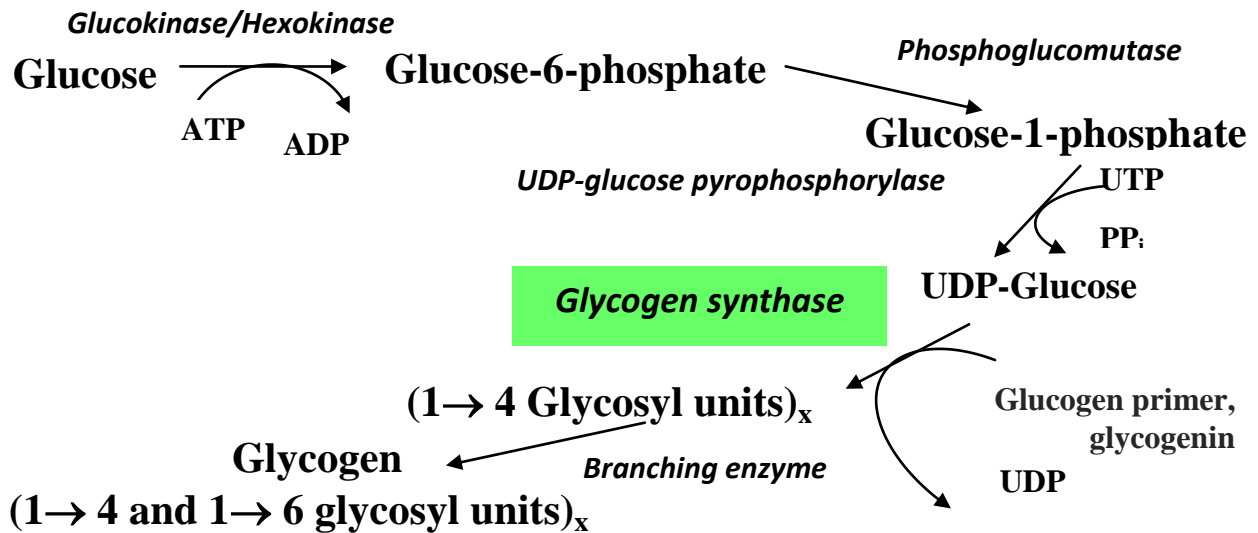 Glucokinase/Hexokinase
Glucose
Glucose-6-phosphate
Phosphoglucomutase
ATP
ADP
Glucose-1-phosphate
UDP-glucose pyrophosphorylase
UTP
PPi
UDP-Glucose
Glycogen synthase
(1→ 4 Glycosyl units)x
Glucogen primer,
glycogenin
Glycogen
Branching enzyme
UDP
(1→ 4 and 1→ 6 glycosyl units)x